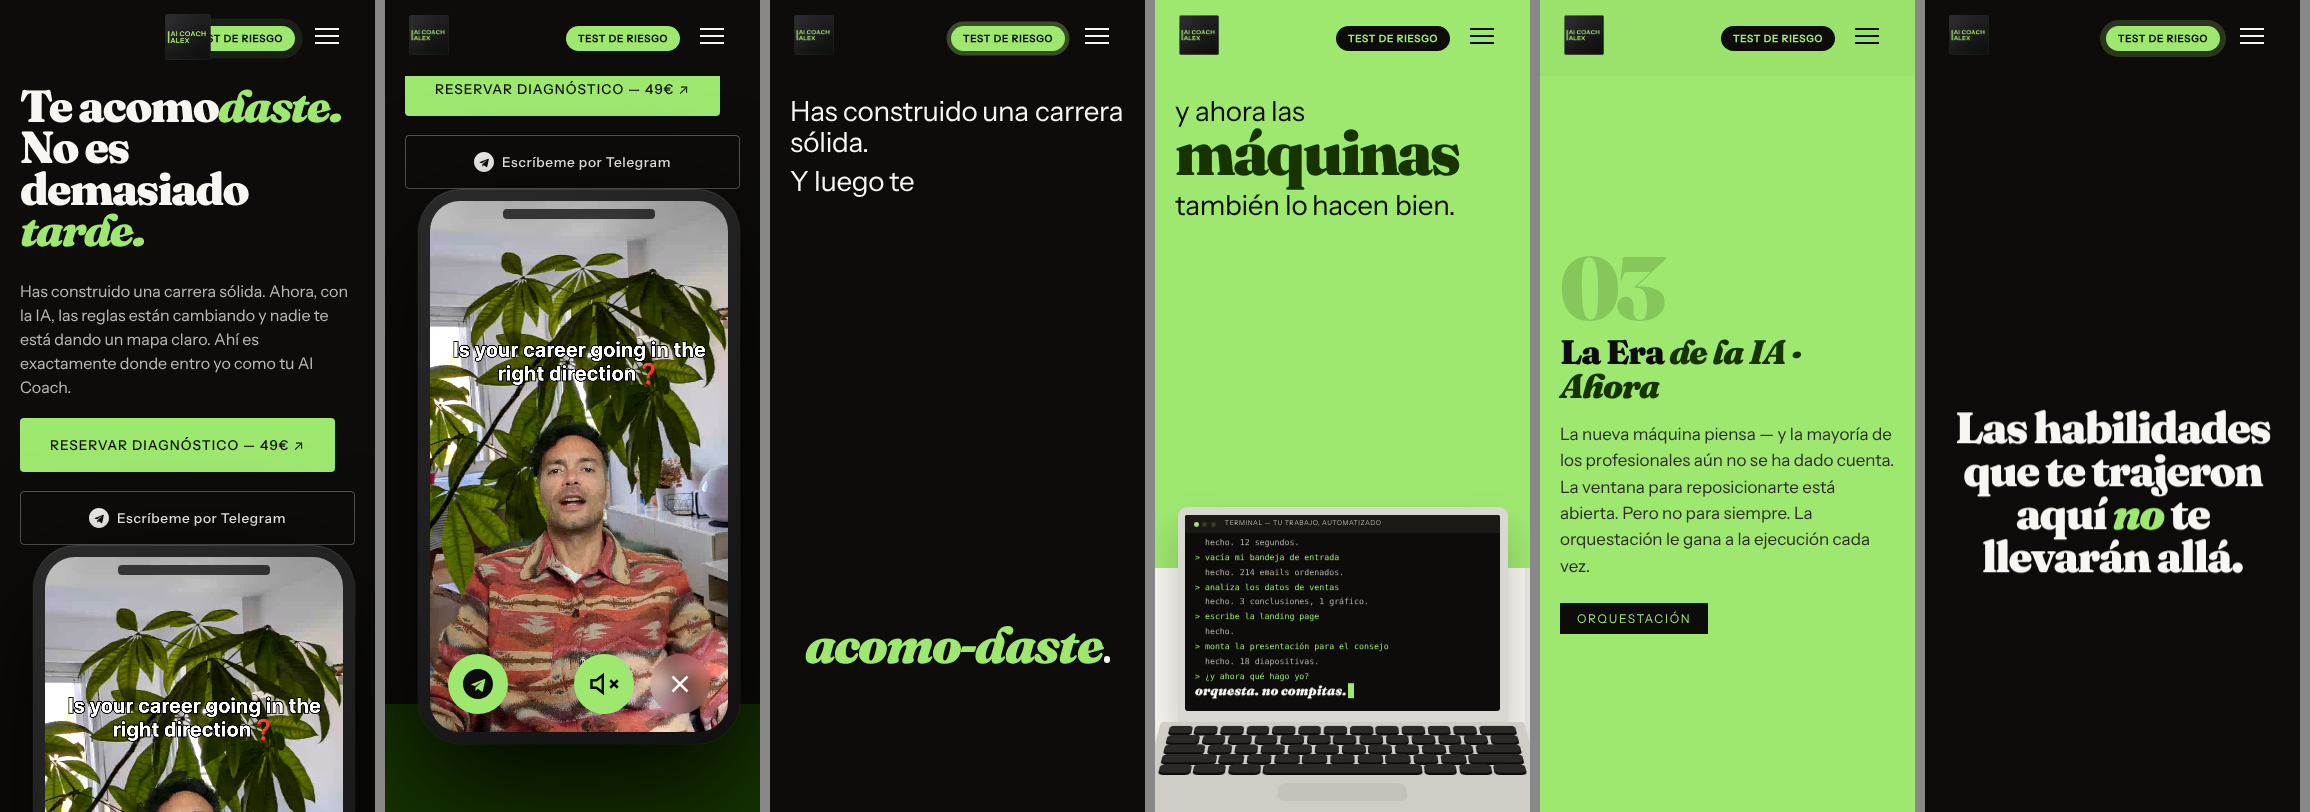 AI COACH
ALEX
ST DE RIESGO
Te acomodaste.
No es
demasiado
tarde.
Has construido una carrera sólida. Ahora, con
la IA, las reglas están cambiando y nadie te
está dando un mapa claro. Ahí es
exactamente donde entro yo como tu AI
Coach.
RESERVAR DIAGNÓSTICO — 49€ ↗
Escríbeme por Telegram
Is your career going in the
right direction❓
AI COACH
ALEX
TEST DE RIESGO
RESERVAR DIAGNÓSTICO — 49€ ↗
Escríbeme por Telegram
Is your career going in the
right direction❓
AI COACH
ALEX
TEST DE RIESGO
Has construido una carrera
sólida.
Y luego te
acomo-daste.
AI COACH
ALEX
TEST DE RIESGO
y ahora las
máquinas
también lo hacen bien.
TERMINAL — TU TRABAJO, AUTOMATIZADO
hecho. 12 segundos.
> vacía mi bandeja de entrada
hecho. 214 emails ordenados.
> analiza los datos de ventas
hecho. 3 conclusiones, 1 gráfico.
> escribe la landing page
hecho.
> monta la presentación para el consejo
hecho. 18 diapositivas.
> ¿y ahora qué hago yo?
orquesta. no compitas.
AI COACH
ALEX
TEST DE RIESGO
03
La Era de la IA ·
Ahora
La nueva máquina piensa — y la mayoría de
los profesionales aún no se ha dado cuenta.
La ventana para reposicionarte está
abierta. Pero no para siempre. La
orquestación le gana a la ejecución cada
vez.
ORQUESTACIÓN
AI COACH
ALEX
TEST DE RIESGO
Las habilidades
que te trajeron
aquí no te
llevarán allá.